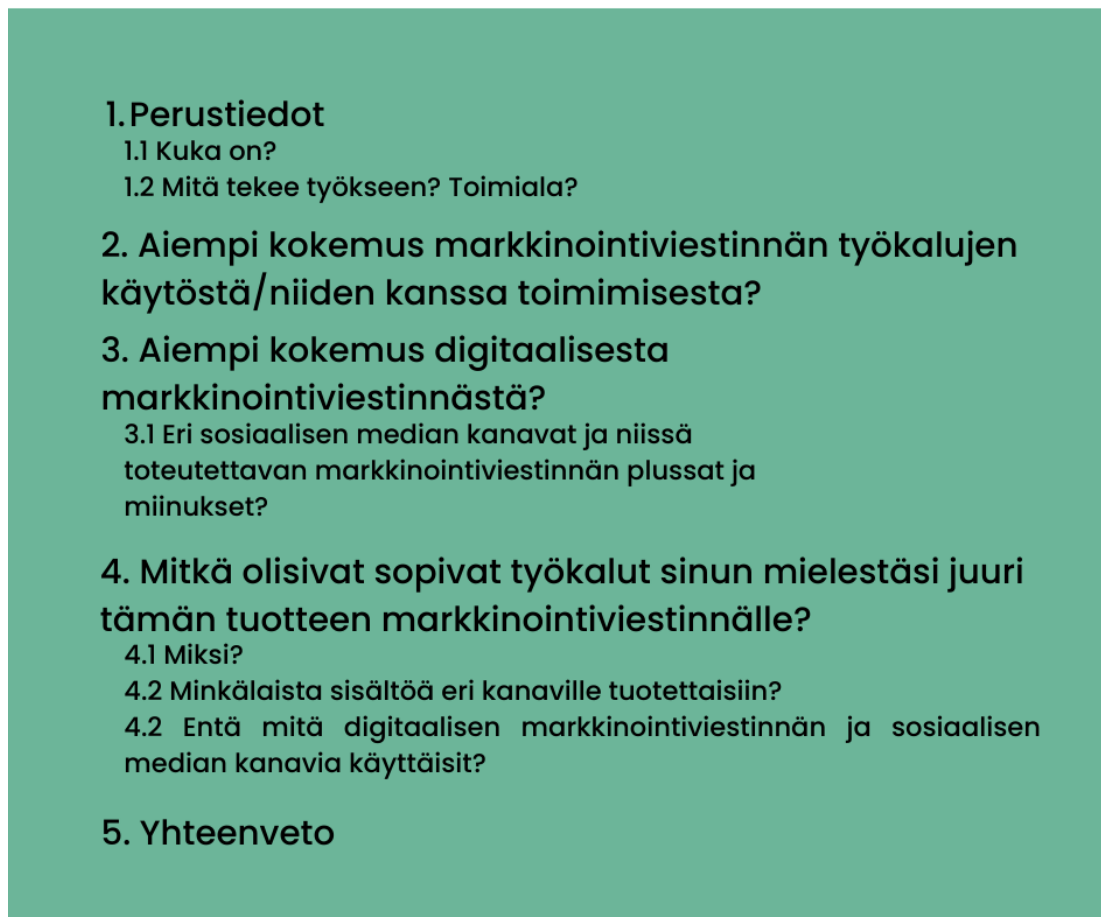 1.Perustiedot
1.1 Kuka on?
1.2 Mitä tekee työkseen? Toimiala?
2. Aiempi kokemus markkinointiviestinnän työkalujen
käytöstä/niiden kanssa toimimisesta?
3. Aiempi kokemus digitaalisesta
markkinointiviestinnästä?
3.1 Eri sosiaalisen median kanavat ja niissä
toteutettavan markkinointiviestinnän plussat ja
miinukset?
4. Mitkä olisivat sopivat työkalut sinun mielestäsi juuri
tämän tuotteen markkinointiviestinnälle?
4.1 Miksi?
4.2 Minkälaista sisältöä eri kanaville tuotettaisiin?
4.2 Entä mitä digitaalisen markkinointiviestinnän ja sosiaalisen
median kanavia käyttäisit?
5. Yhteenveto